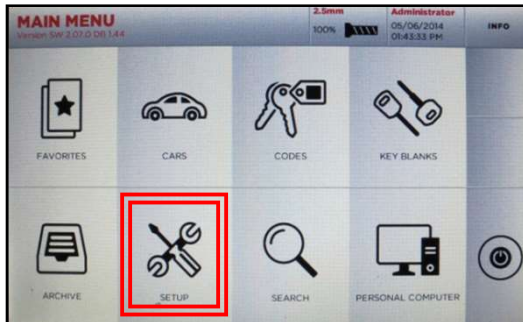 MAIN MENU
Version SW 2.07.0 DB 1.44
2.5mm
100%
Administrator
05/06/2014
01:43:33 PM
INFO
FAVORITES
CARS
CODES
KEY BLANKS
ARCHIVE
SETUP
SEARCH
PERSONAL COMPUTER